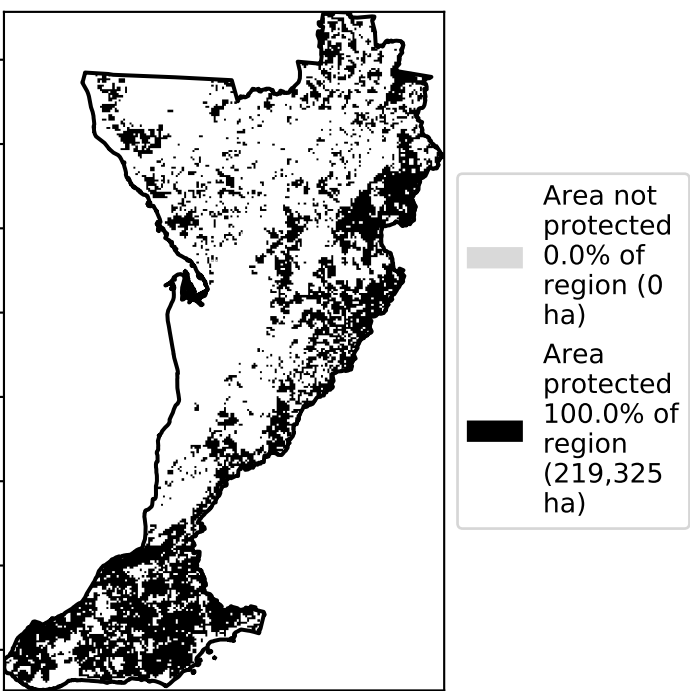 Area not
protected
0.0% of
region (0
ha)
Area
protected
100.0% of
region
(219,325
ha)